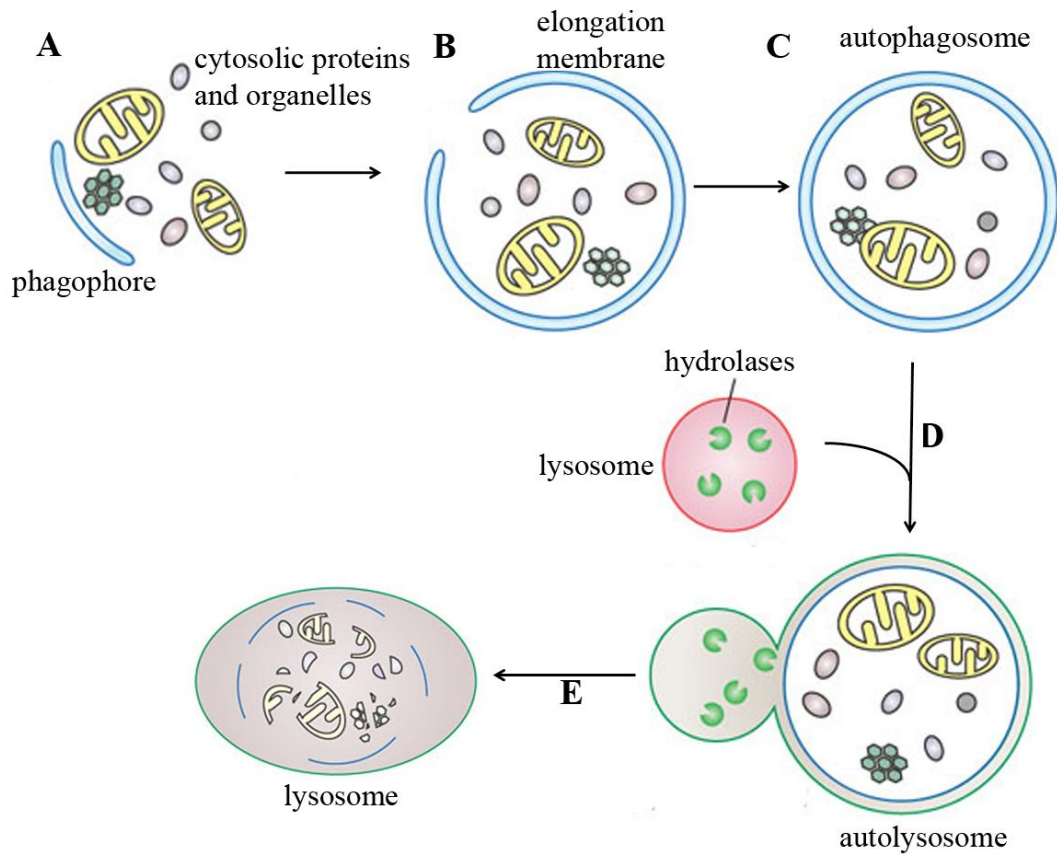 A
cytosolic proteins
and organelles
phagophore
B
elongation
membrane
C
autophagosome
hydrolases
lysosome
D
autolysosome
E
lysosome